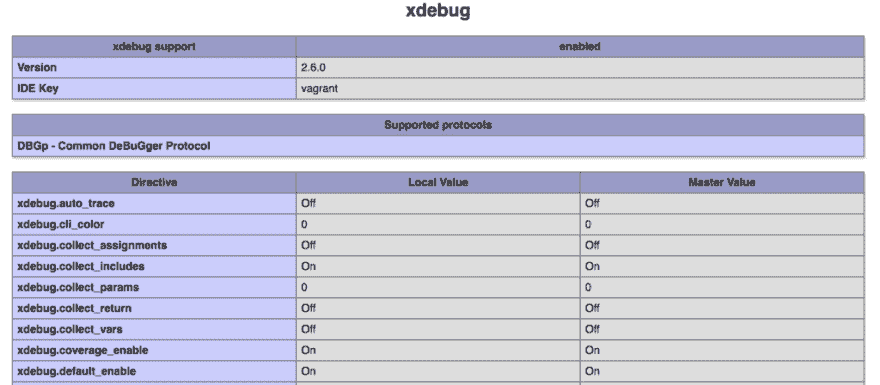 xdebug
xdebug support enabled
Version 2.6.0
IDE Key vagrant
Supported protocols
DBGp - Common DeBuGger Protocol
Directive Local Value Master Value
xdebug.auto_trace Off Off
xdebug.cli_color 0 0
xdebug.collect_assignments Off Off
xdebug.collect_includes On On
xdebug.collect_params 0 0
xdebug.collect_return Off Off
xdebug.collect_vars Off Off
xdebug.coverage_enable On On
xdebug.default_enable On On